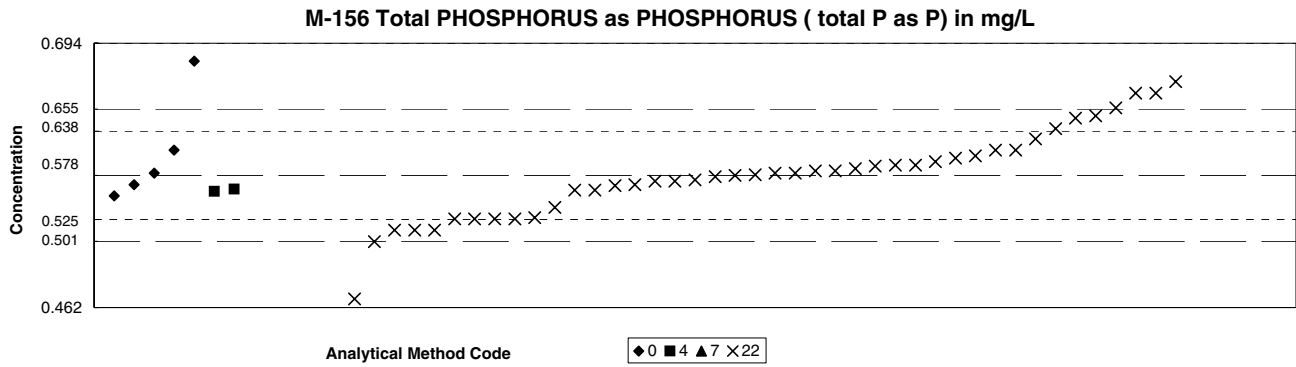 M-156 Total PHOSPHORUS as PHOSPHORUS ( total P as P) in mg/L
0.694
0.655
0.638
0.578
0.525
0.501
0.462
Concentration
Analytical Method Code
0 4 7 22